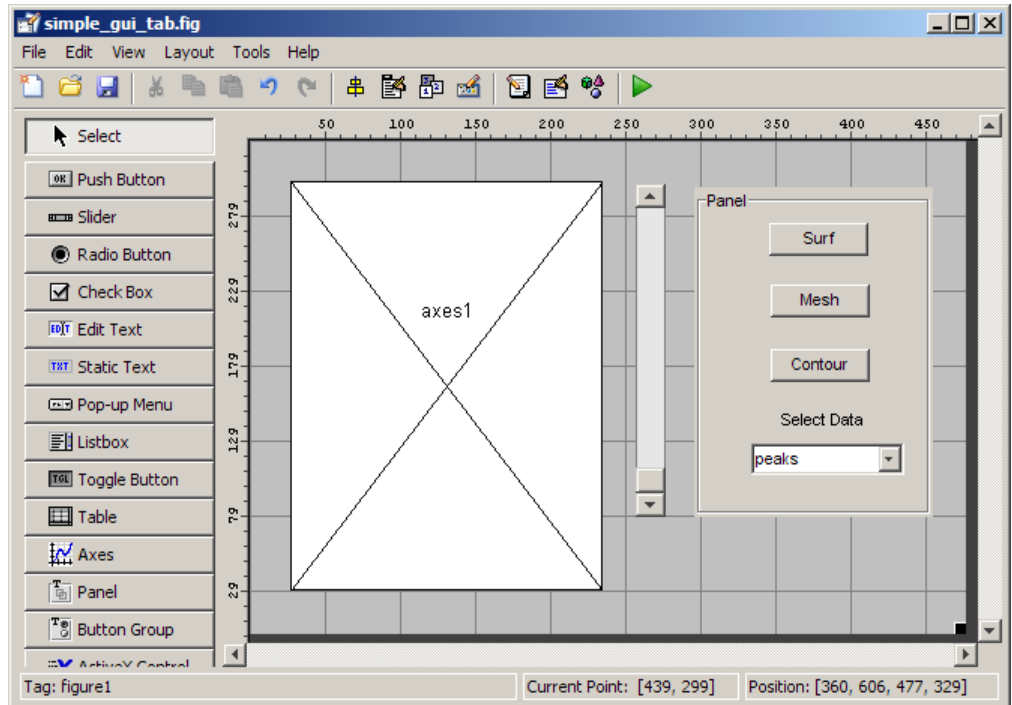 simple_gui_tab.fig
File Edit View Layout Tools Help
Select
Push Button
Slider
Radio Button
Check Box
Edit Text
Static Text
Pop-up Menu
Listbox
Toggle Button
Table
Axes
Panel
Button Group
ActiveX Control
50 100 150 200 250 300 350 400 450
279
229
179
129
79
29
axes1
Panel
Surf
Mesh
Contour
Select Data
peaks
Tag: figure1
Current Point: [439, 299]
Position: [360, 606, 477, 329]